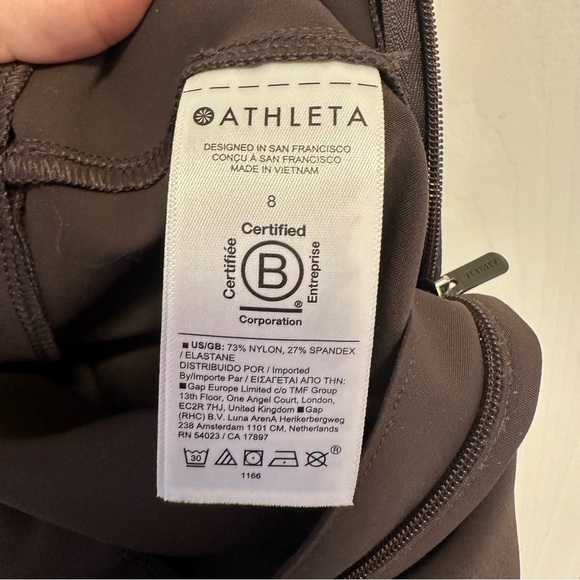 ATHLETA
DESIGNED IN SAN FRANCISCO
CONÇU À SAN FRANCISCO
MADE IN VIETNAM
8
Certified
Certifiée
B
Entreprise
®
Corporation
■ US/GB: 73% NYLON, 27% SPANDEX
/ ELASTANE
DISTRIBUIDO POR / Imported
By/Importe Par / ΕΙΣΑΓΕΤΑΙ ΑΠΟ ΤΗΝ:
■ Gap Europe Limited c/o TMF Group
13th Floor, One Angel Court, London,
EC2R 7HJ, United Kingdom ■ Gap
(RHC) B.V. Luna ArenA Herikerbergweg
238 Amsterdam 1101 CM, Netherlands
RN 54023 / CA 17897
30
®
1166
ATHLETA